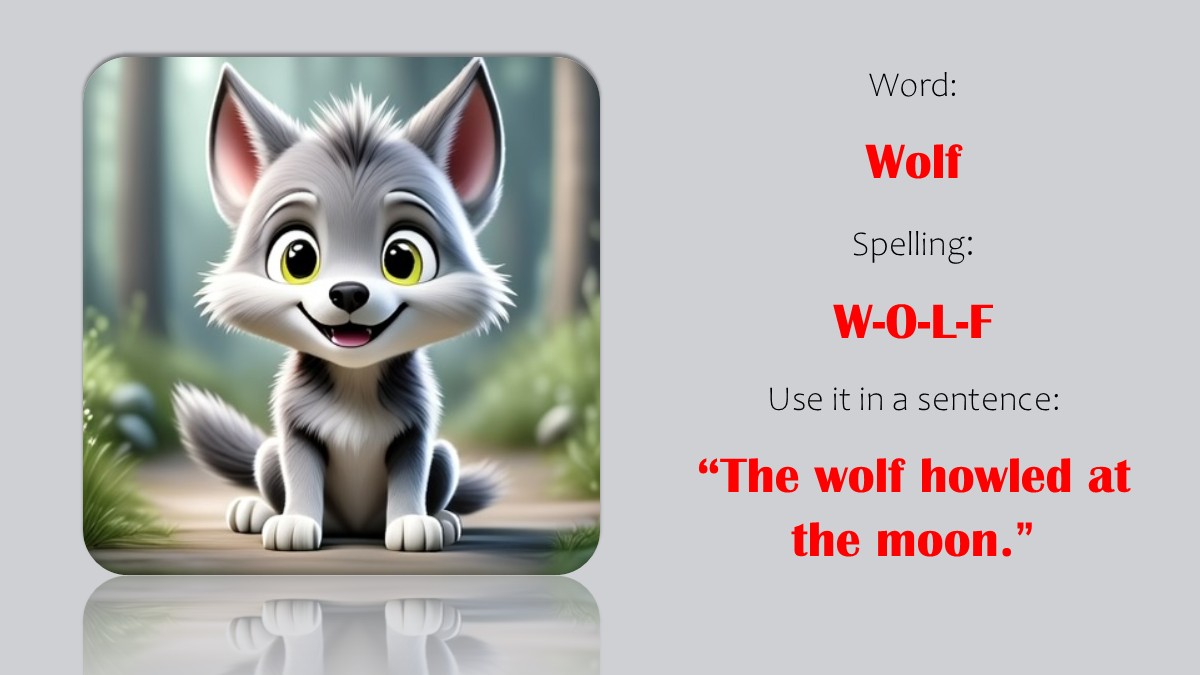 Word:
Wolf
Spelling:
W-O-L-F
Use it in a sentence:
“The wolf howled at
the moon.”